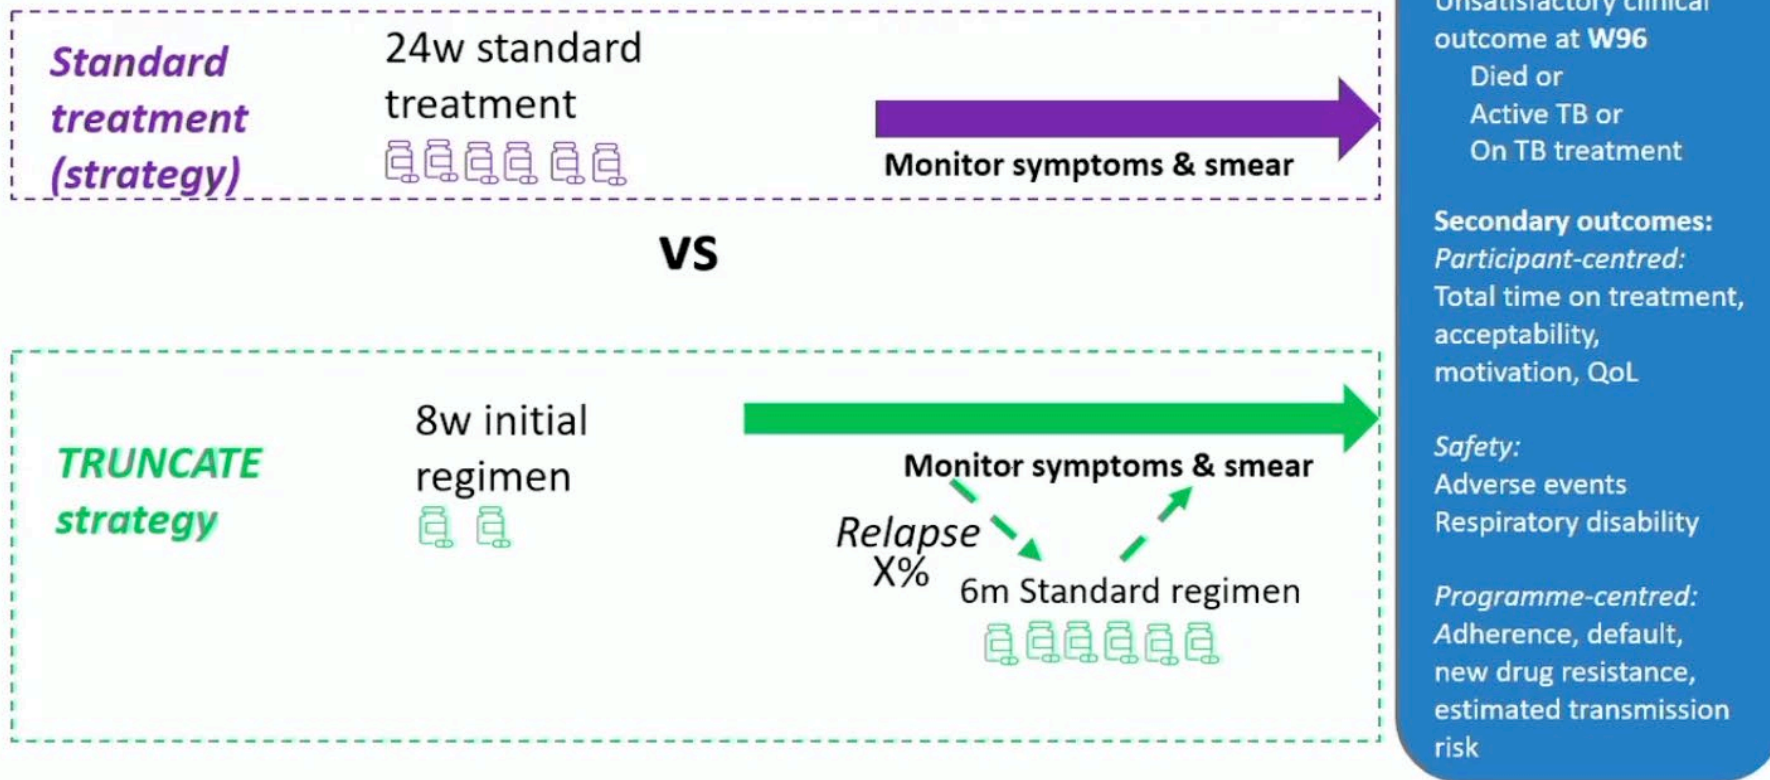 Standard
treatment
(strategy)
24w standard
treatment
Monitor symptoms & smear
VS
TRUNCATE
strategy
8w initial
regimen
Monitor symptoms & smear
Relapse
X%
6m Standard regimen
Unsatisfactory clinical
outcome at W96
Died or
Active TB or
On TB treatment
Secondary outcomes:
Participant-centred:
Total time on treatment,
acceptability,
motivation, QoL
Safety:
Adverse events
Respiratory disability
Programme-centred:
Adherence, default,
new drug resistance,
estimated transmission
risk